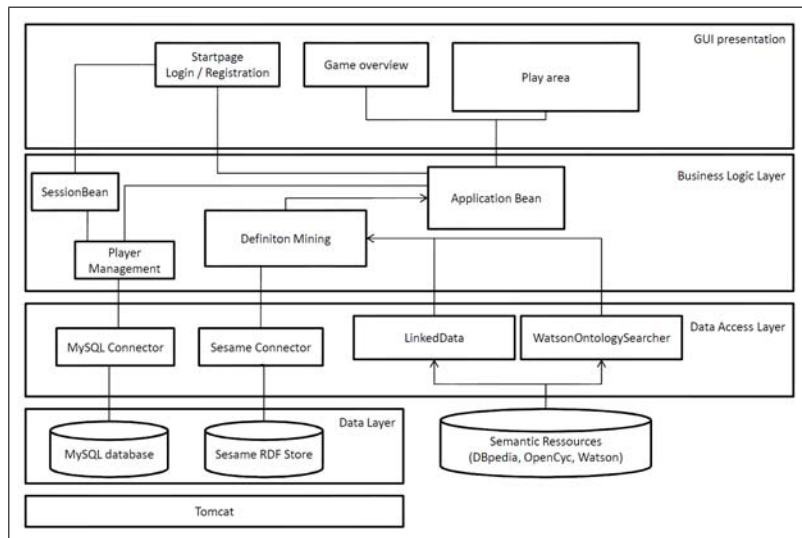 GUI presentation
Startpage
Login / Registration
Game overview
Play area
Business Logic Layer
SessionBean
Application Bean
Definiton Mining
Player
Management
Data Access Layer
MySQL Connector
Sesame Connector
LinkedData
WatsonOntologySearcher
Data Layer
MySQL database
Sesame RDF Store
Semantic Ressources
(DBpedia, OpenCyc, Watson)
Tomcat